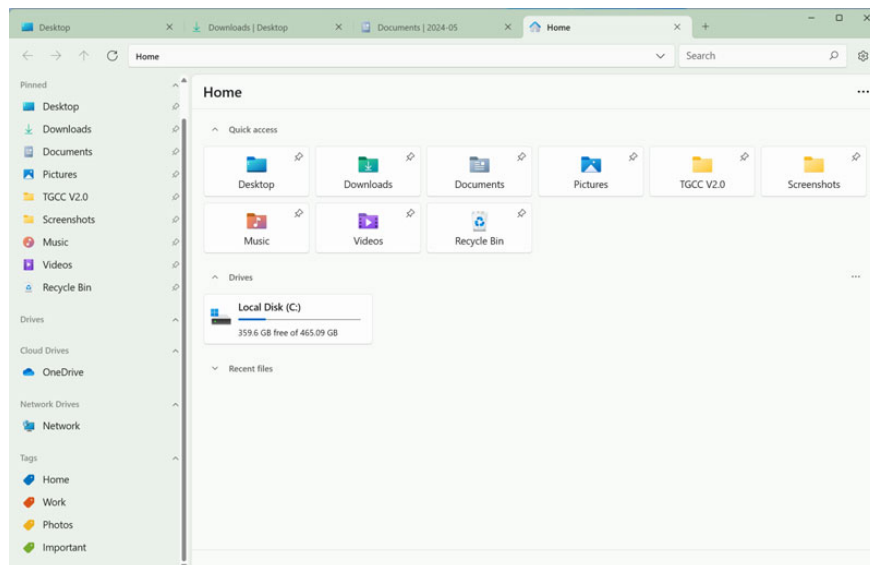 Desktop
Downloads | Desktop
Documents | 2024-05
Home
Home
Search
Pinned
Desktop
Downloads
Documents
Pictures
TGCC V2.0
Screenshots
Music
Videos
Recycle Bin
Drives
Cloud Drives
OneDrive
Network Drives
Network
Tags
Home
Work
Photos
Important
Home
Quick access
Desktop
Downloads
Documents
Pictures
TGCC V2.0
Screenshots
Music
Videos
Recycle Bin
Drives
Local Disk (C:)
359.6 GB free of 465.09 GB
Recent files